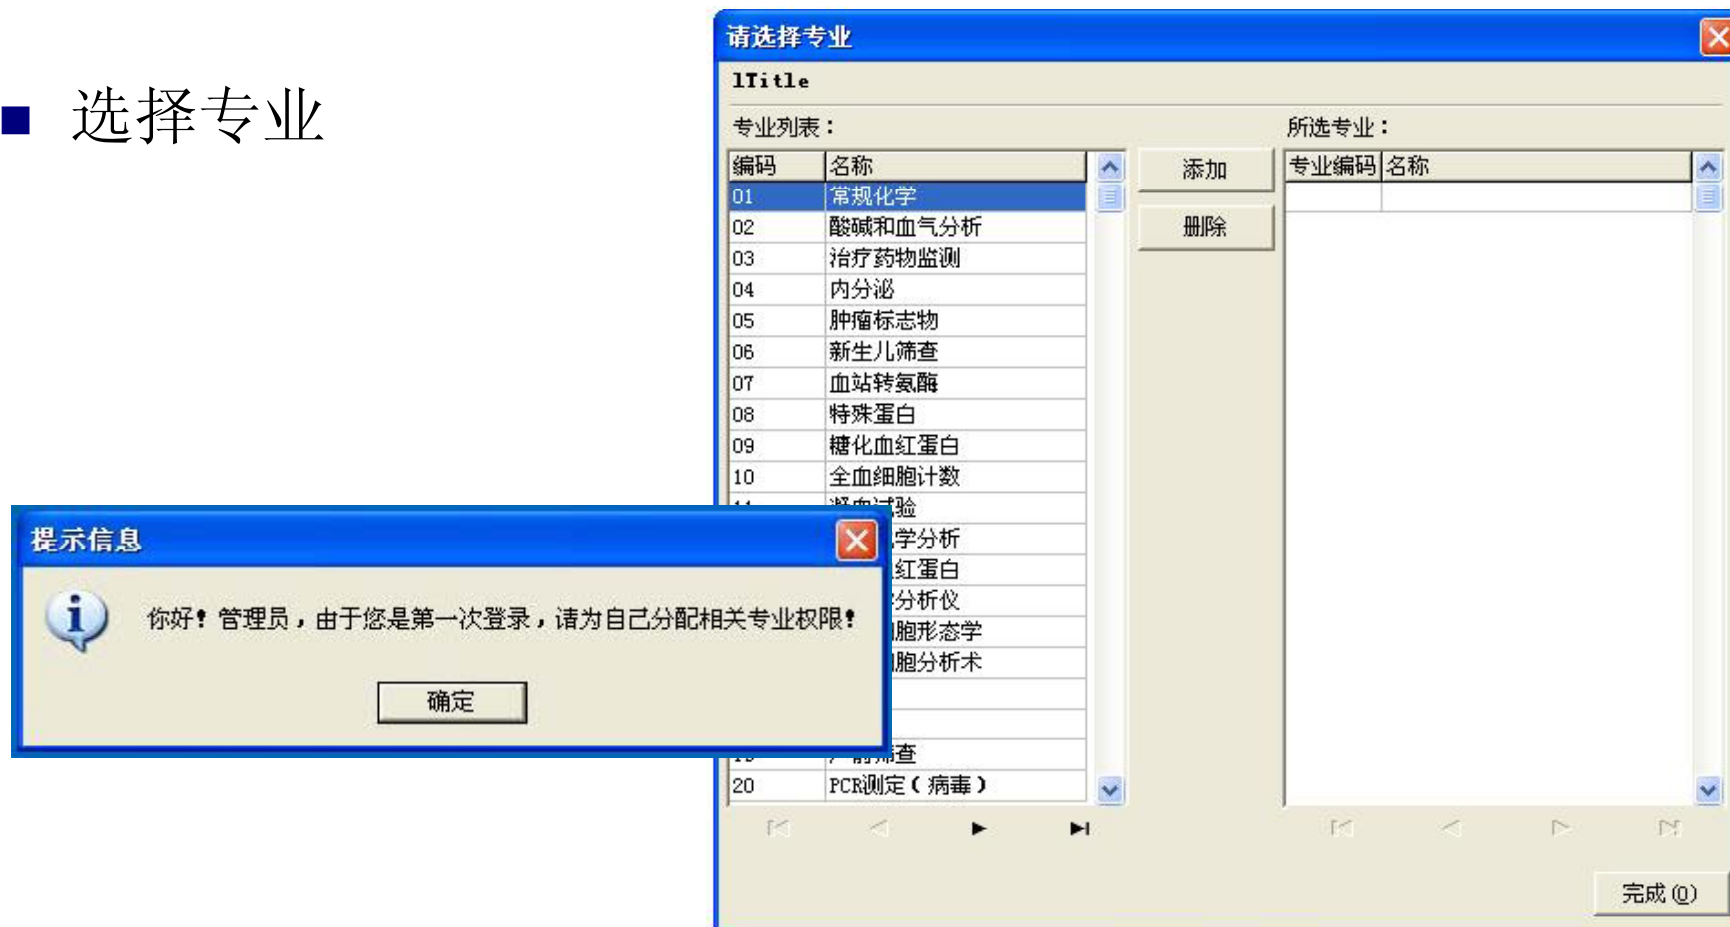 选择专业
请选择专业
lTitle
专业列表：
所选专业：
编码 名称
添加
专业编码 名称
01 常规化学
02 酸碱和血气分析
删除
03 治疗药物监测
04 内分泌
05 肿瘤标志物
06 新生儿筛查
07 血站转氨酶
08 特殊蛋白
09 糖化血红蛋白
10 全血细胞计数
试验
学分析
红蛋白
分析仪
胞形态学
胞分析术
查
20 PCR测定(病毒)
完成(O)
提示信息
你好!管理员,由于您是第一次登录,请为自己分配相关专业权限!
确定